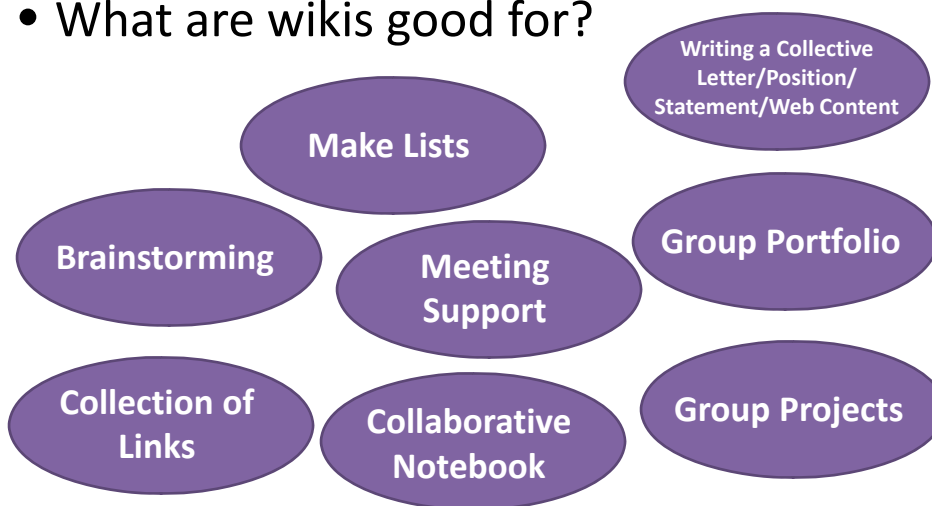 • What are wikis good for?
Writing a Collective
Letter/Position/
Statement/Web Content
Make Lists
Brainstorming
Meeting
Support
Group Portfolio
Collection of
Links
Collaborative
Notebook
Group Projects